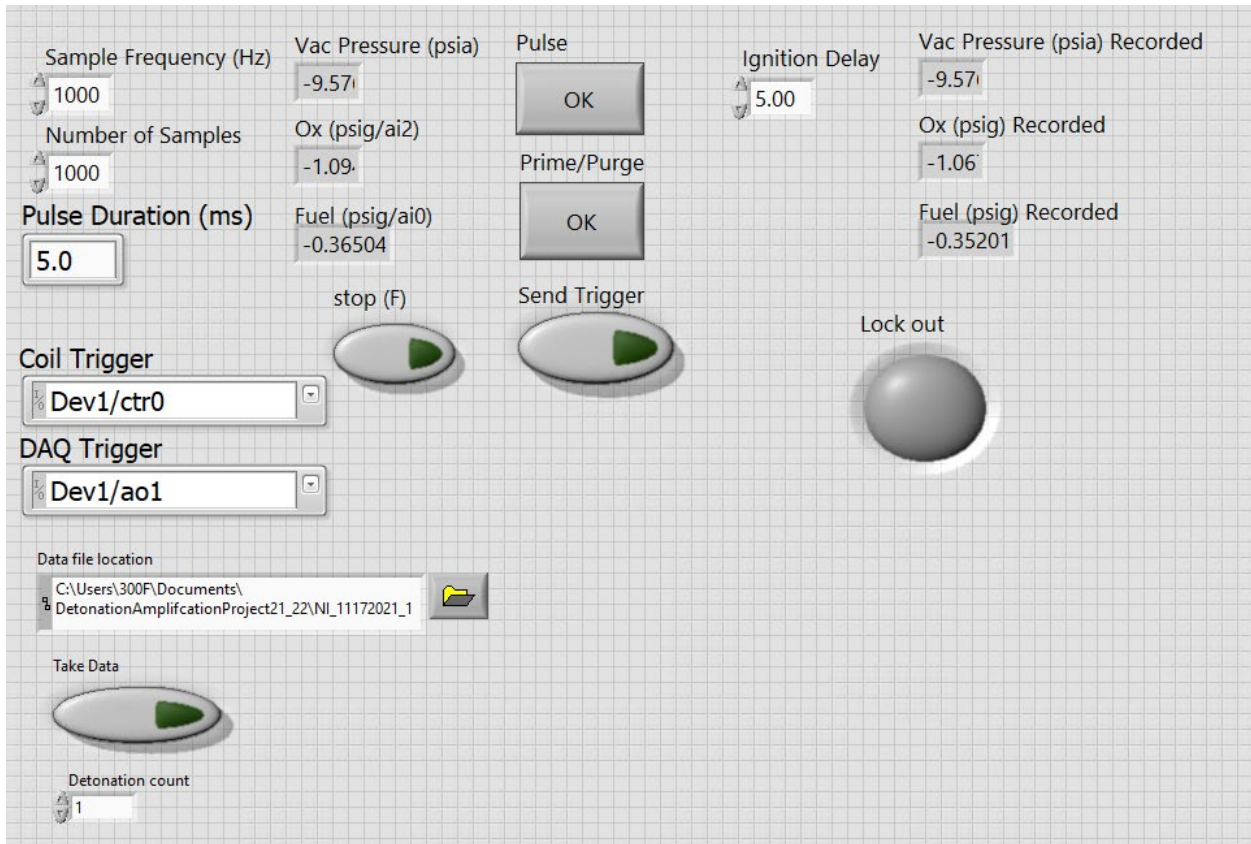 Sample Frequency (Hz)
1000
Number of Samples
1000
Pulse Duration (ms)
5.0
Vac Pressure (psia)
-9.57
Ox (psig/ai2)
-1.09
Fuel (psig/ai0)
-0.36504
Pulse
OK
Prime/Purge
OK
Ignition Delay
5.00
Vac Pressure (psia) Recorded
-9.57
Ox (psig) Recorded
-1.06
Fuel (psig) Recorded
-0.35201
stop (F)
Send Trigger
Lock out
Coil Trigger
Dev1/ctr0
DAQ Trigger
Dev1/ao1
Data file location
C:\Users\300F\Documents\
DetonationAmplifcationProject21_22\NI_11172021_1
Take Data
Detonation count
1